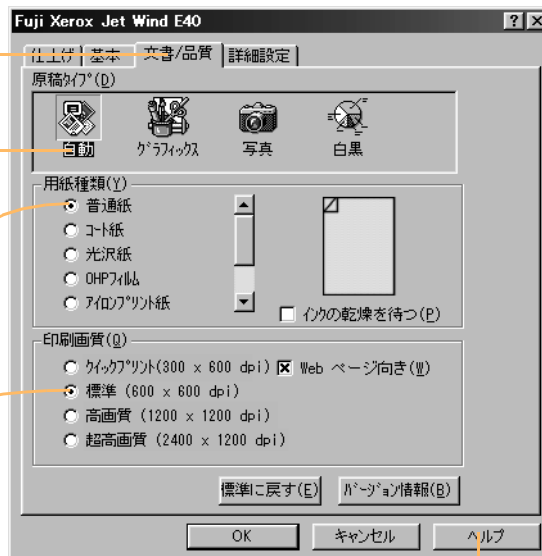 Fuji Xerox Jet Wind E40
仕上げ 基本 文書/品質 詳細設定
原稿ﾀｲﾌﾟ(D)
自動 ｸﾞﾗﾌｨｯｸｽ 写真 白黒
用紙種類(Y)
普通紙
ｺｰﾄ紙
光沢紙
OHPﾌｨﾙﾑ
ｱｲﾛﾝﾌﾟﾘﾝﾄ紙
ｲﾝｸの乾燥を待つ(P)
印刷画質(Q)
ｸｲｯｸﾌﾟﾘﾝﾄ(300 x 600 dpi) Web ページ向き(W)
標準 (600 x 600 dpi)
高画質 (1200 x 1200 dpi)
超高画質 (2400 x 1200 dpi)
標準に戻す(E) ﾊﾞｰｼﾞｮﾝ情報(B)
OK キャンセル ヘルプ